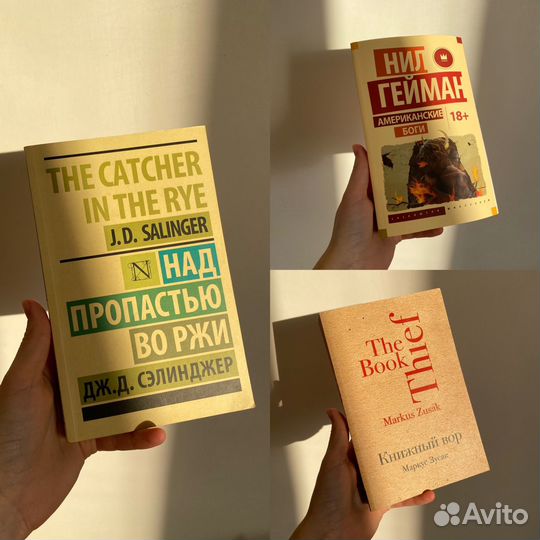 THE CATCHER
IN THE RYE
J.D. SALINGER
N
НАД
ПРОПАСТЬЮ
ВО РЖИ
ДЖ.Д. СЭЛИНДЖЕР
НИЛ
ГЕЙМАН
АМЕРИКАНСКИЕ
БОГИ
18+
The
Book
Thief
Markus Zusak
Книжный вор
Маркус Зусак
Avito